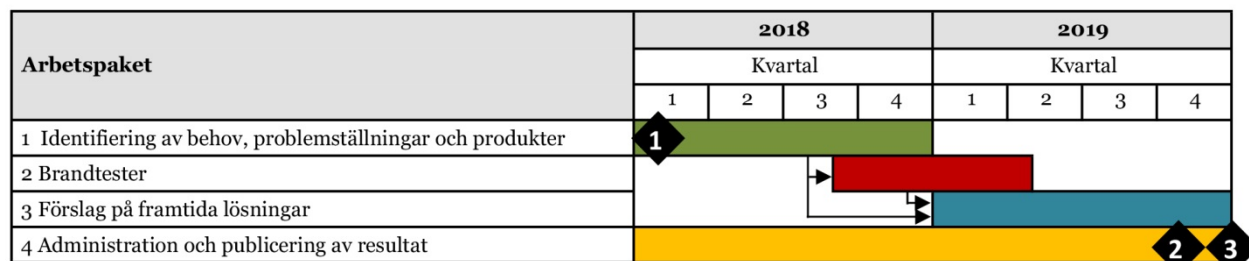 2018 2019
Arbetspaket Kvartal Kvartal
1 2 3 4 1 2 3 4
1 Identifiering av behov, problemställningar och produkter 1
2 Brandtester
3 Förslag på framtida lösningar
4 Administration och publicering av resultat 2 3